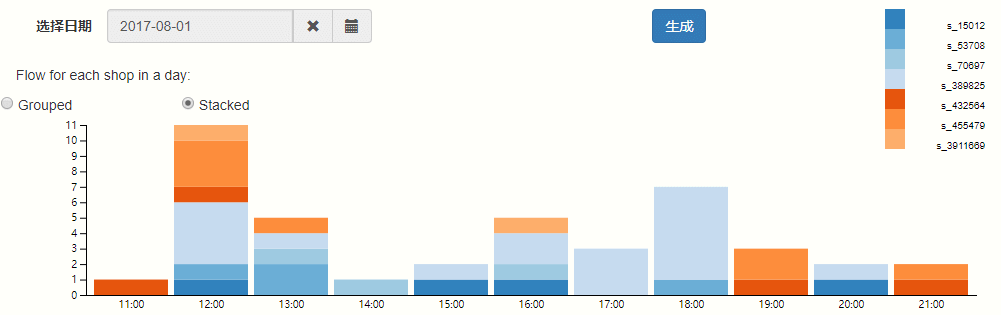 选择日期
2017-08-01
生成
Flow for each shop in a day:
Grouped
Stacked
s_15012
s_53708
s_70697
s_389825
s_432564
s_455479
s_3911669
11
10
9
8
7
6
5
4
3
2
1
0
11:00
12:00
13:00
14:00
15:00
16:00
17:00
18:00
19:00
20:00
21:00